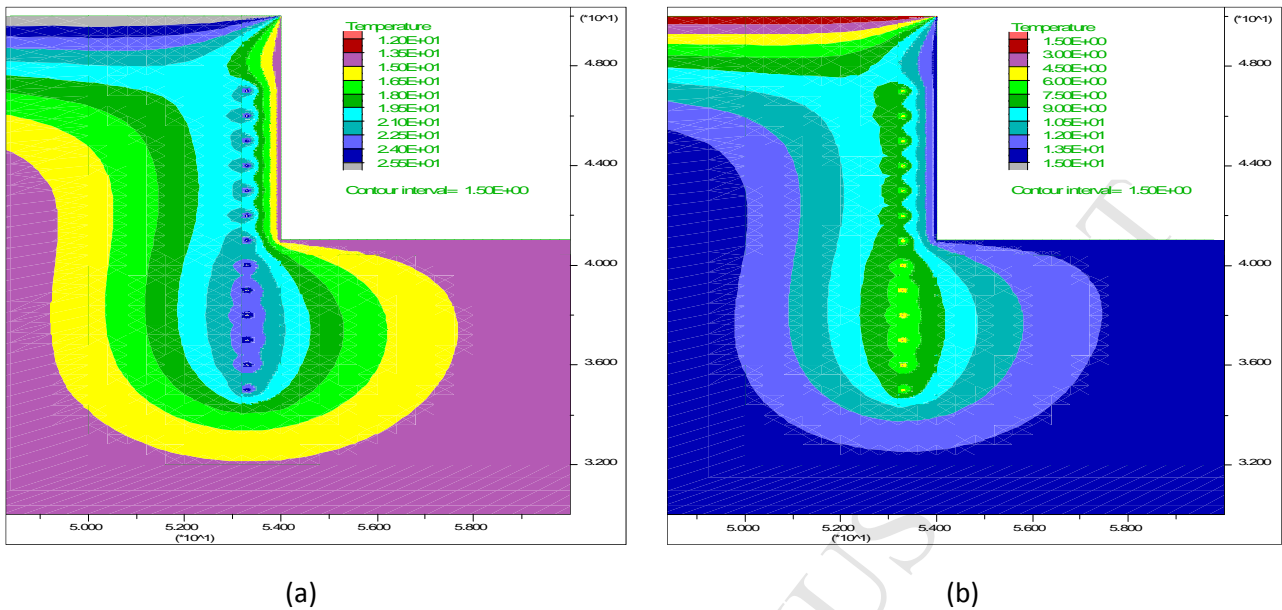 (*10^1)
Temperature
1.20E+01
1.35E+01
1.50E+01
1.65E+01
1.80E+01
1.95E+01
2.10E+01
2.25E+01
2.40E+01
2.55E+01
Contour interval= 1.50E+00
4.800
4.400
4.000
3.600
3.200
5.000
5.200
5.400
5.600
5.800
(*10^1)
(a)
(*10^1)
Temperature
1.50E+00
3.00E+00
4.50E+00
6.00E+00
7.50E+00
9.00E+00
1.05E+01
1.20E+01
1.35E+01
1.50E+01
Contour interval= 1.50E+00
4.800
4.400
4.000
3.600
3.200
5.000
5.200
5.400
5.600
5.800
(*10^1)
(b)